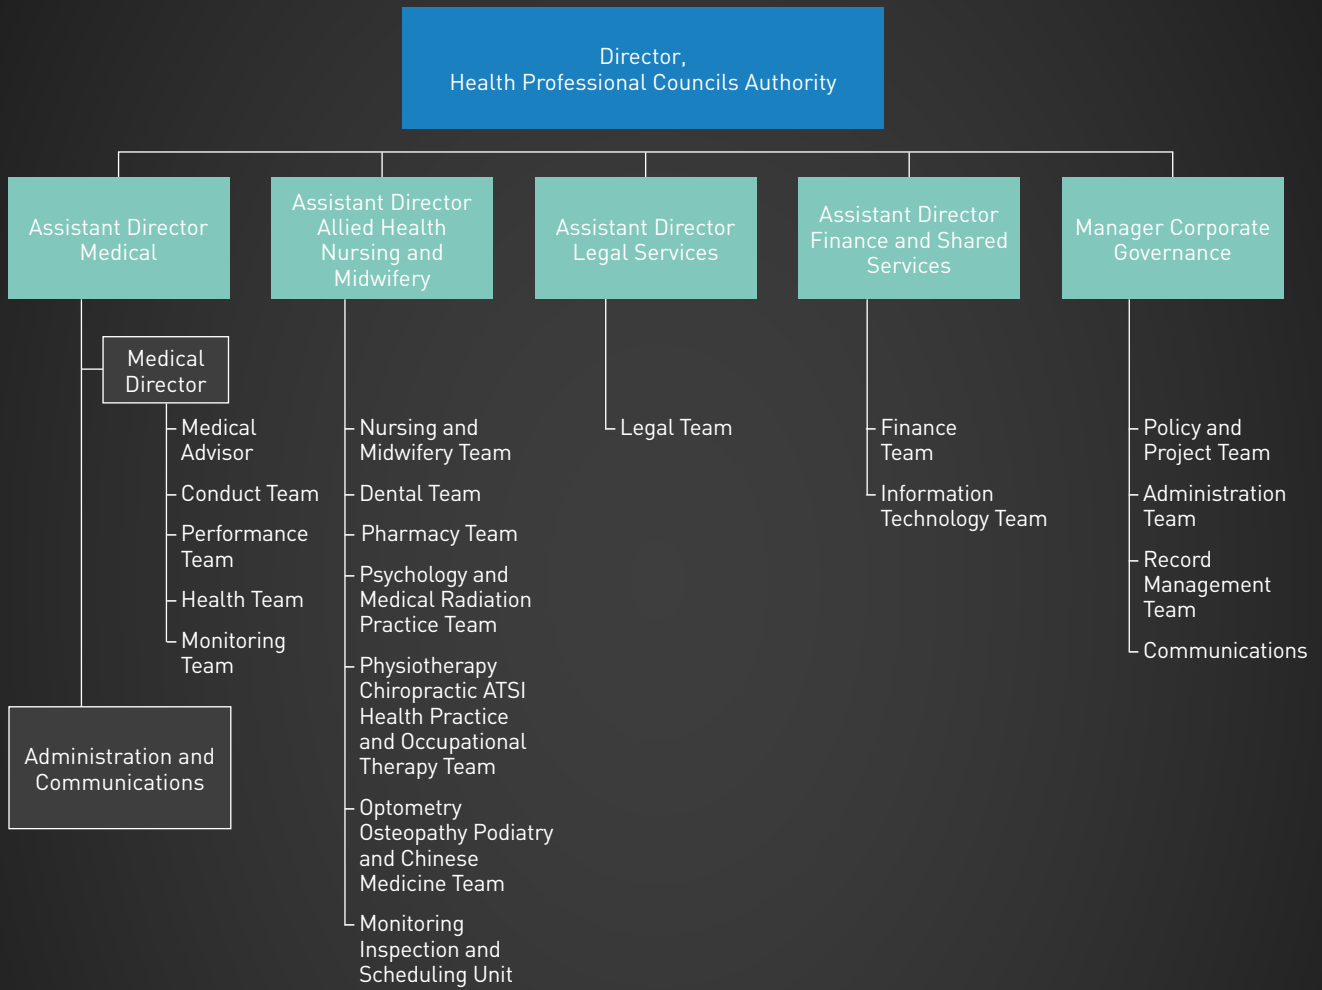 Director,
Health Professional Councils Authority
Assistant Director
Medical
Assistant Director
Allied Health
Nursing and
Midwifery
Assistant Director
Legal Services
Assistant Director
Finance and Shared
Services
Manager Corporate
Governance
Medical
Director
Medical
Advisor
Conduct Team
Performance
Team
Health Team
Monitoring
Team
Administration and
Communications
Nursing and
Midwifery Team
Dental Team
Pharmacy Team
Psychology and
Medical Radiation
Practice Team
Physiotherapy
Chiropractic ATSI
Health Practice
and Occupational
Therapy Team
Optometry
Osteopathy Podiatry
and Chinese
Medicine Team
Monitoring
Inspection and
Scheduling Unit
Legal Team
Finance
Team
Information
Technology Team
Policy and
Project Team
Administration
Team
Record
Management
Team
Communications